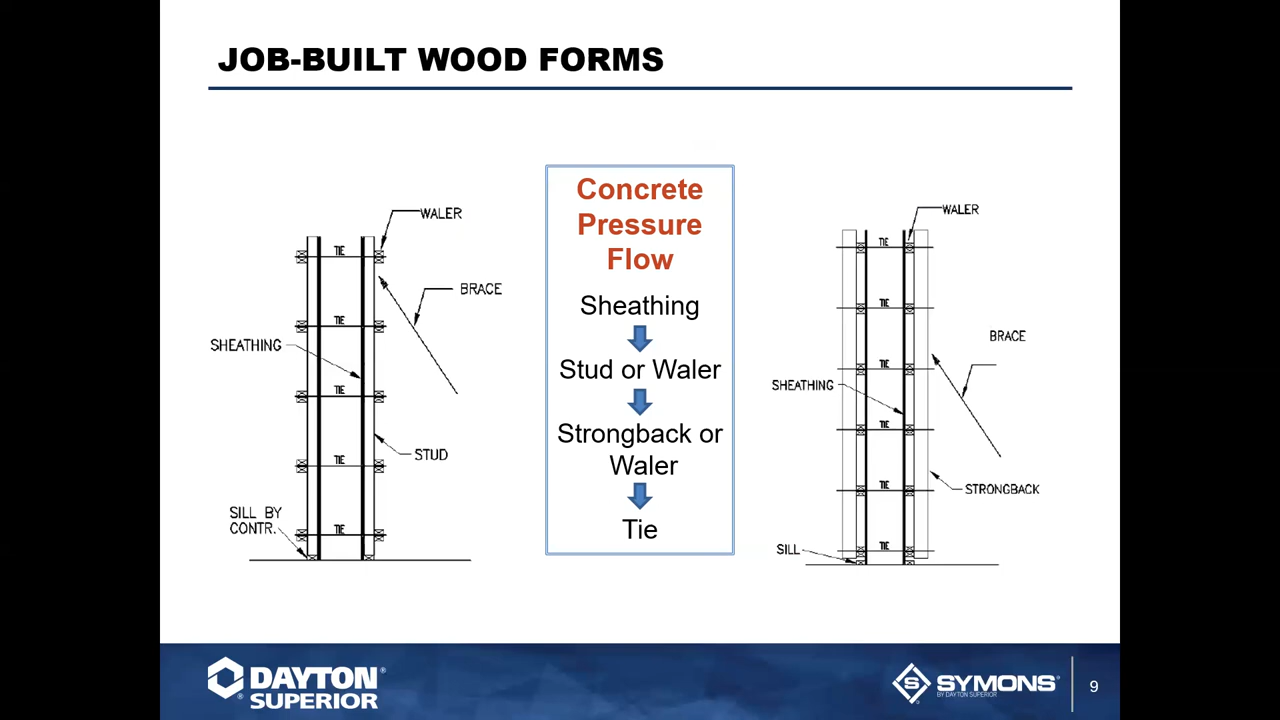 JOB-BUILT WOOD FORMS
WALER
TIE
BRACE
TIE
SHEATHING
TIE
STUD
TIE
SILL BY
CONTR.
TIE
Concrete
Pressure
Flow
Sheathing
Stud or Waler
Strongback or
Waler
Tie
WALER
TIE
TIE
BRACE
TIE
SHEATHING
TIE
TIE
STRONGBACK
TIE
SILL
DAYTON®
®SUPERIOR
S SYMONS®
BY DAYTON SUPERIOR
9